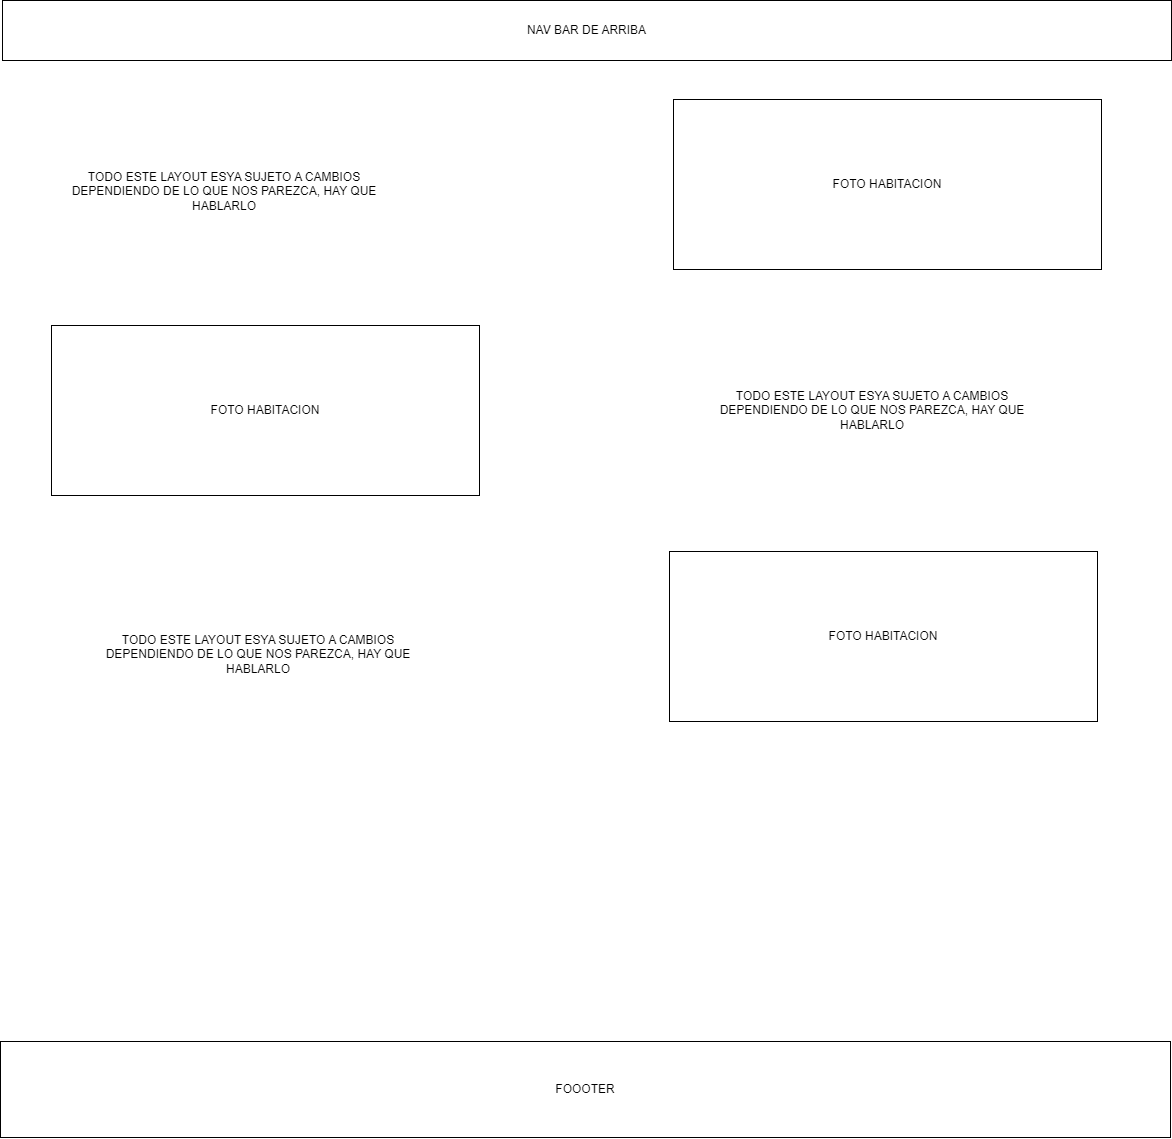 NAV BAR DE ARRIBA
TODO ESTE LAYOUT ESYA SUJETO A CAMBIOS
DEPENDIENDO DE LO QUE NOS PAREZCA, HAY QUE
HABLARLO
FOTO HABITACION
FOTO HABITACION
TODO ESTE LAYOUT ESYA SUJETO A CAMBIOS
DEPENDIENDO DE LO QUE NOS PAREZCA, HAY QUE
HABLARLO
TODO ESTE LAYOUT ESYA SUJETO A CAMBIOS
DEPENDIENDO DE LO QUE NOS PAREZCA, HAY QUE
HABLARLO
FOTO HABITACION
FOOOTER